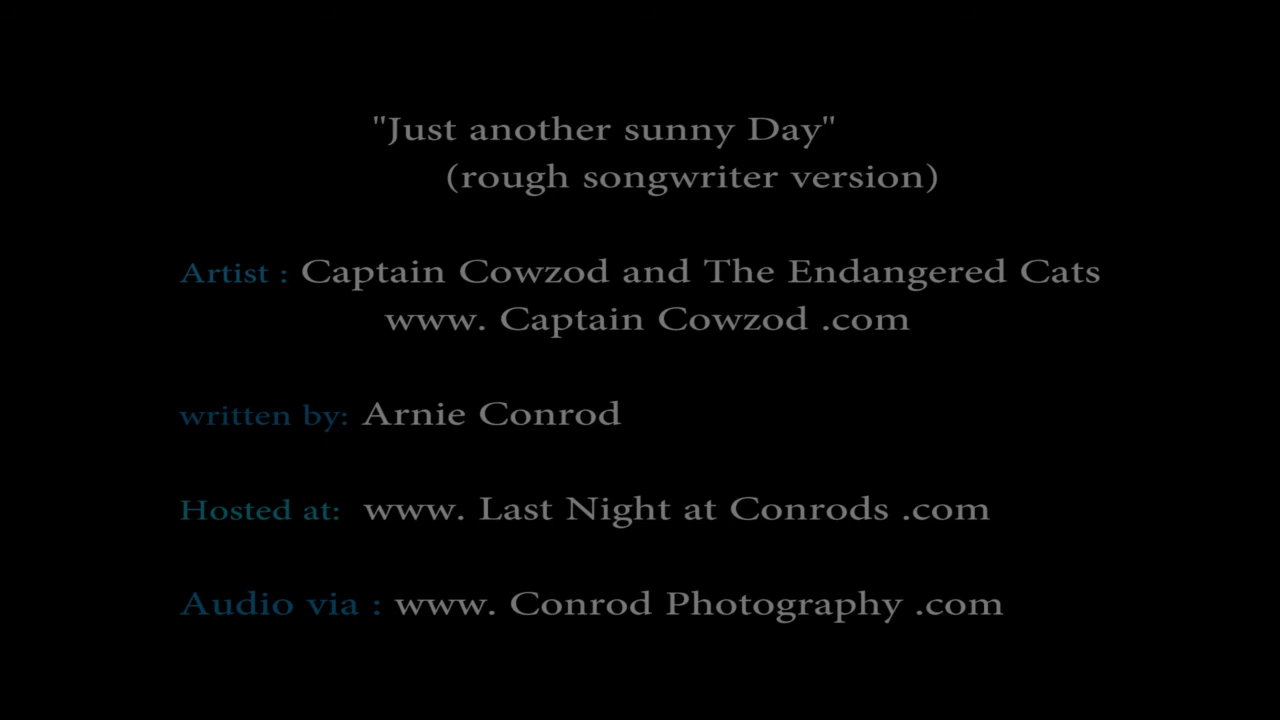 "Just another sunny Day"
(rough songwriter version)
Artist : Captain Cowzod and The Endangered Cats
www. Captain Cowzod .com
written by: Arnie Conrod
Hosted at: www. Last Night at Conrods .com
Audio via : www. Conrod Photography .com